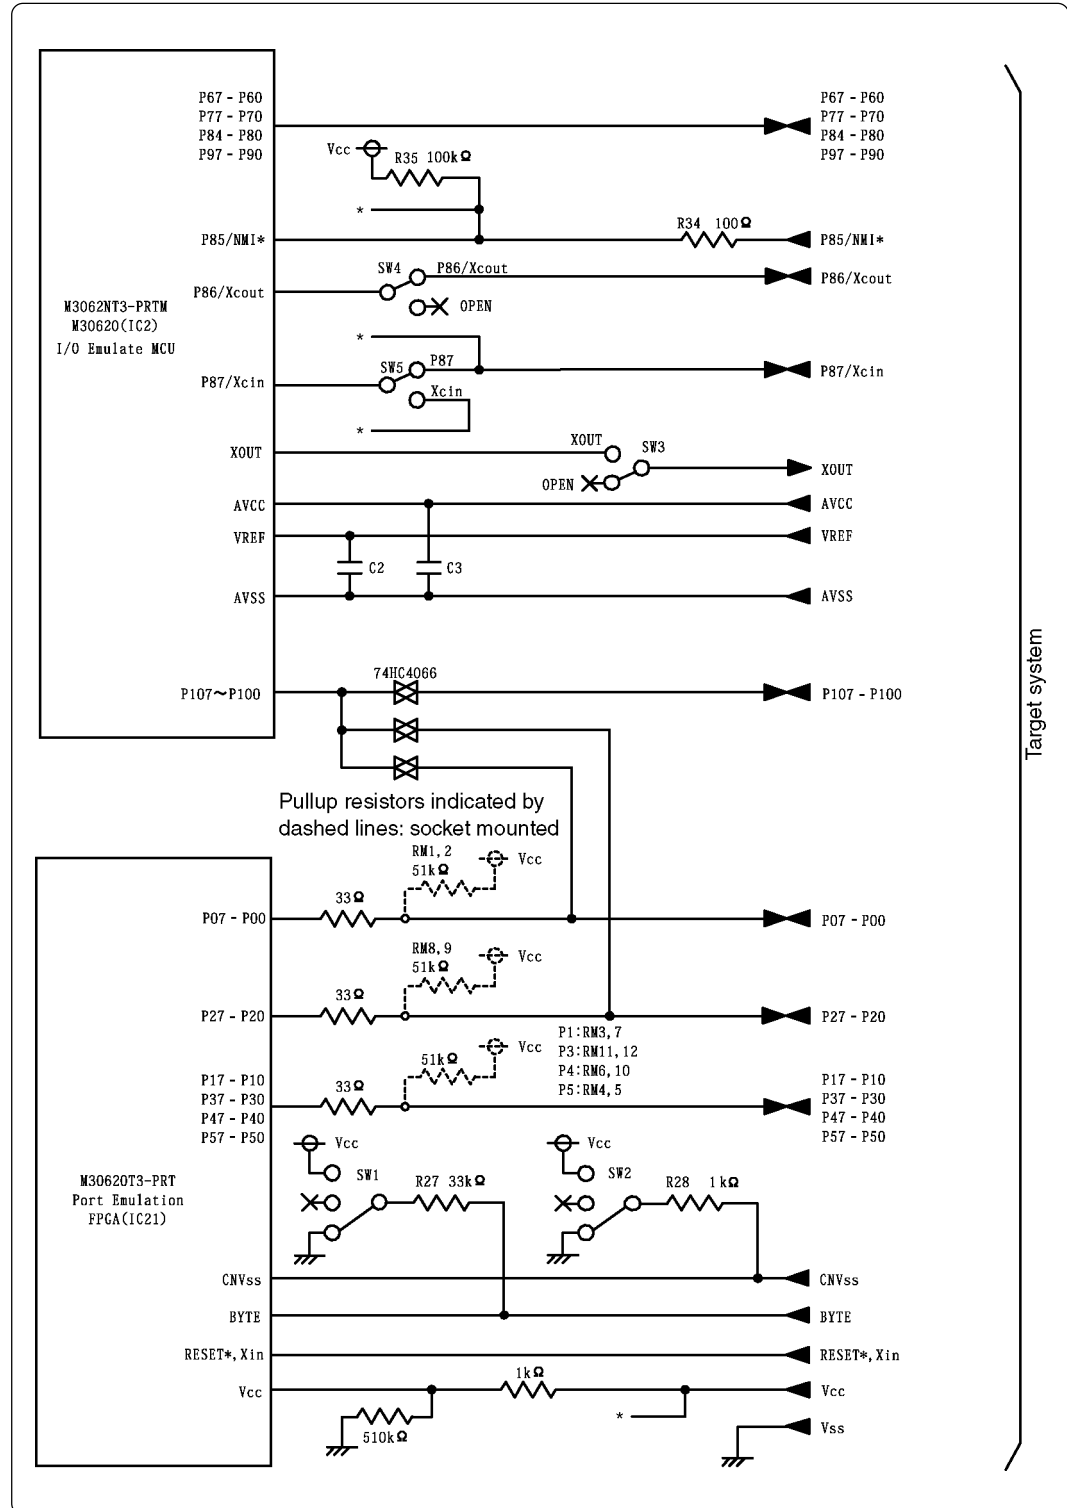 P67 - P60
P77 - P70
P84 - P80
P97 - P90
P67 - P60
P77 - P70
P84 - P80
P97 - P90
Vcc
R35 100kΩ
*
P85/NMI*
R34 100Ω
P85/NMI*
SW4
P86/Xcout
P86/Xcout
P86/Xcout
OPEN
M3062NT3-PRTM
M30620(IC2)
I/O Emulate MCU
*
P87/Xcin
SW5
P87
P87/Xcin
Xcin
*
XOUT
XOUT
SW3
XOUT
OPEN
AVCC
AVCC
VREF
VREF
C2
C3
AVSS
AVSS
74HC4066
P107~P100
P107 - P100
Target system
Pullup resistors indicated by
dashed lines: socket mounted
RM1, 2
51kΩ
Vcc
33Ω
P07 - P00
P07 - P00
RM8, 9
51kΩ
Vcc
33Ω
P27 - P20
P27 - P20
P1:RM3, 7
P3:RM11, 12
P4:RM6, 10
P5:RM4, 5
51kΩ
Vcc
33Ω
P17 - P10
P37 - P30
P47 - P40
P57 - P50
P17 - P10
P37 - P30
P47 - P40
P57 - P50
M30620T3-PRT
Port Emulation
FPGA(IC21)
Vcc
SW1
R27 33kΩ
Vcc
SW2
R28 1kΩ
CNVss
CNVss
BYTE
BYTE
RESET*, Xin
RESET*, Xin
Vcc
1kΩ
Vcc
510kΩ
*
Vss